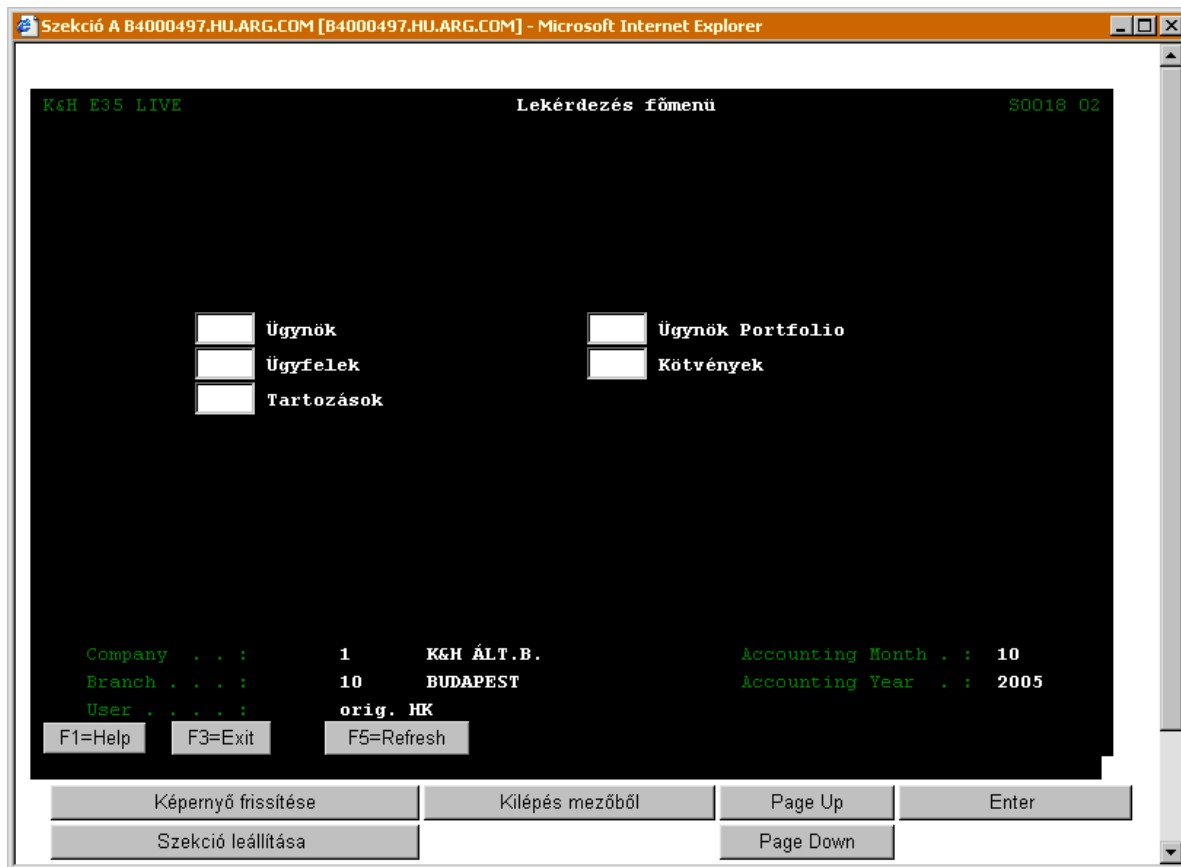 Szekció A B4000497.HU.ARG.COM [B4000497.HU.ARG.COM] - Microsoft Internet Explorer
K&H E35 LIVE Lekérdezés fõmenü S0018 02
Ügynök Ügynök Portfolio
Ügyfelek Kötvények
Tartozások
Company . . : 1 K&H ÁLT.B. Accounting Month . : 10
Branch . . . : 10 BUDAPEST Accounting Year . : 2005
User . . . . : orig. HK
F1=Help F3=Exit F5=Refresh
Képernyő frissítése Kilépés mezőből Page Up Enter
Szekció leállítása Page Down